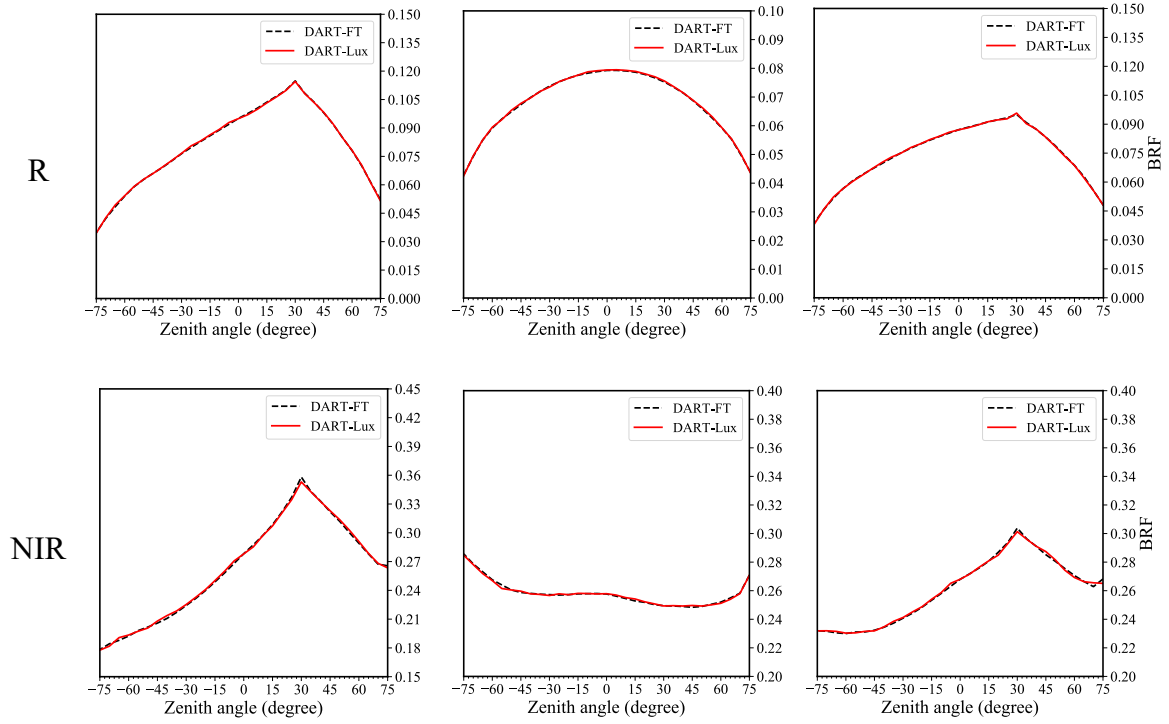 R
DART-FT
DART-Lux
0.150
0.135
0.120
0.105
0.090
0.075
0.060
0.045
0.030
0.015
0.000
−75 −60 −45 −30 −15 0 15 30 45 60 75
Zenith angle (degree)
DART-FT
DART-Lux
0.10
0.09
0.08
0.07
0.06
0.05
0.04
0.03
0.02
0.01
0.00
−75 −60 −45 −30 −15 0 15 30 45 60 75
Zenith angle (degree)
DART-FT
DART-Lux
0.150
0.135
0.120
0.105
0.090
0.075
0.060
0.045
0.030
0.015
0.000
BRF
−75 −60 −45 −30 −15 0 15 30 45 60 75
Zenith angle (degree)
NIR
DART-FT
DART-Lux
0.45
0.42
0.39
0.36
0.33
0.30
0.27
0.24
0.21
0.18
0.15
−75 −60 −45 −30 −15 0 15 30 45 60 75
Zenith angle (degree)
DART-FT
DART-Lux
0.40
0.38
0.36
0.34
0.32
0.30
0.28
0.26
0.24
0.22
0.20
−75 −60 −45 −30 −15 0 15 30 45 60 75
Zenith angle (degree)
DART-FT
DART-Lux
0.40
0.38
0.36
0.34
0.32
0.30
0.28
0.26
0.24
0.22
0.20
BRF
−75 −60 −45 −30 −15 0 15 30 45 60 75
Zenith angle (degree)